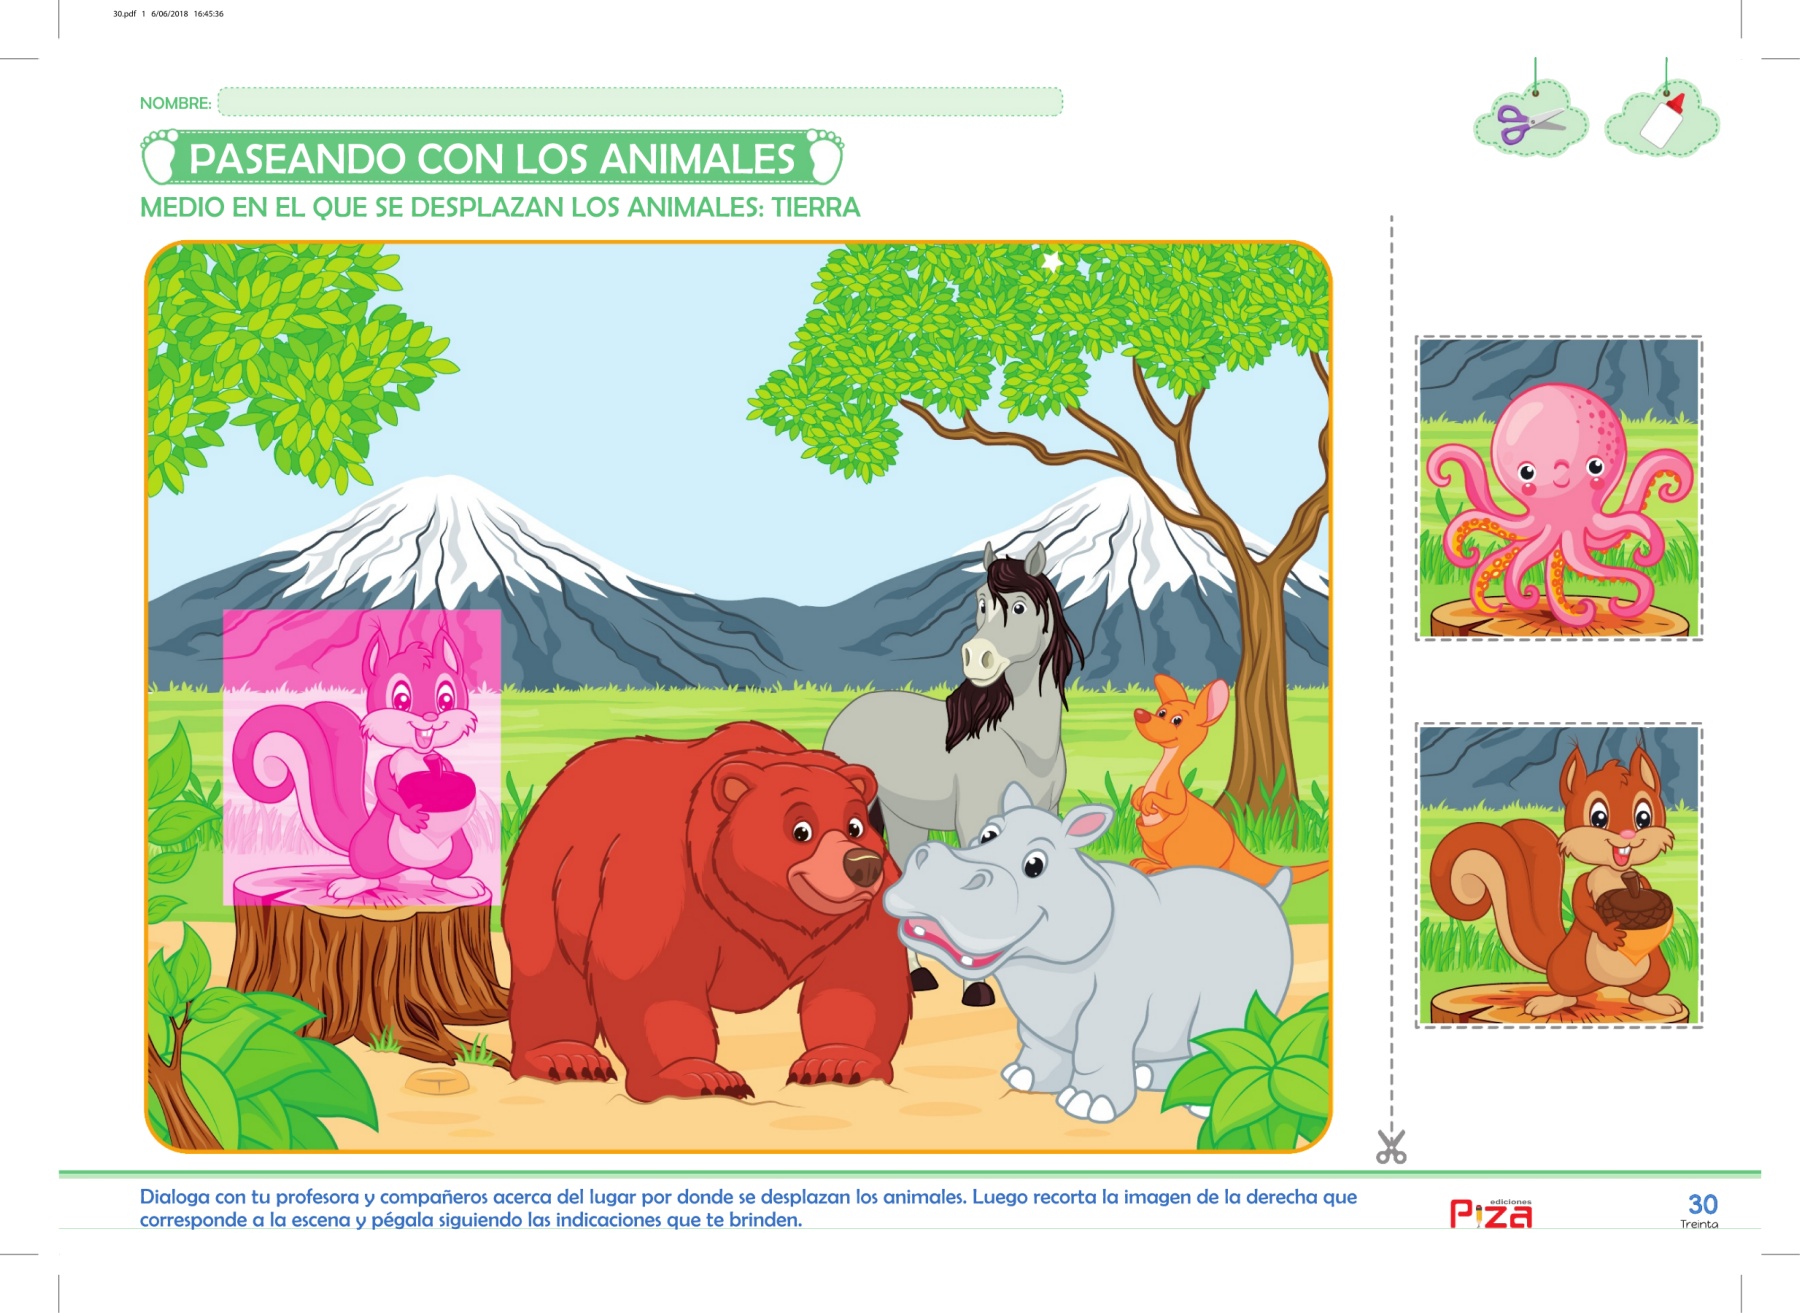 30.pdf 1 6/06/2018 16:45:36
NOMBRE:
PASEANDO CON LOS ANIMALES
MEDIO EN EL QUE SE DESPLAZAN LOS ANIMALES: TIERRA
Dialoga con tu profesora y compañeros acerca del lugar por donde se desplazan los animales. Luego recorta la imagen de la derecha que
corresponde a la escena y pégala siguiendo las indicaciones que te brinden.
ediciones
Piza
30
Treinta